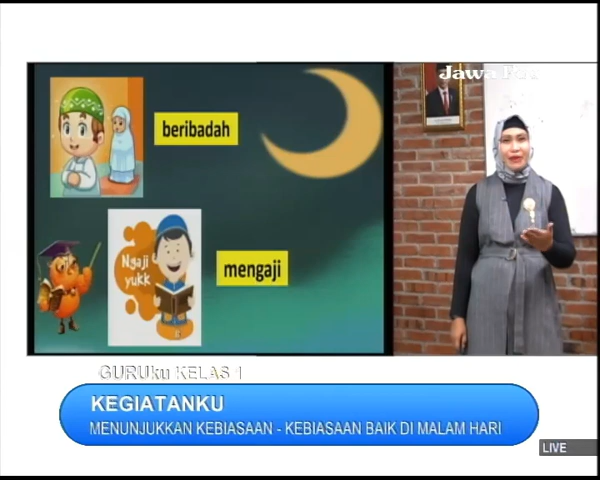 Jawa Pos
beribadah
Ngaji
yukk
mengaji
GURUku KELAS 1
KEGIATANKU
MENUNJUKKAN KEBIASAAN - KEBIASAAN BAIK DI MALAM HARI
LIVE